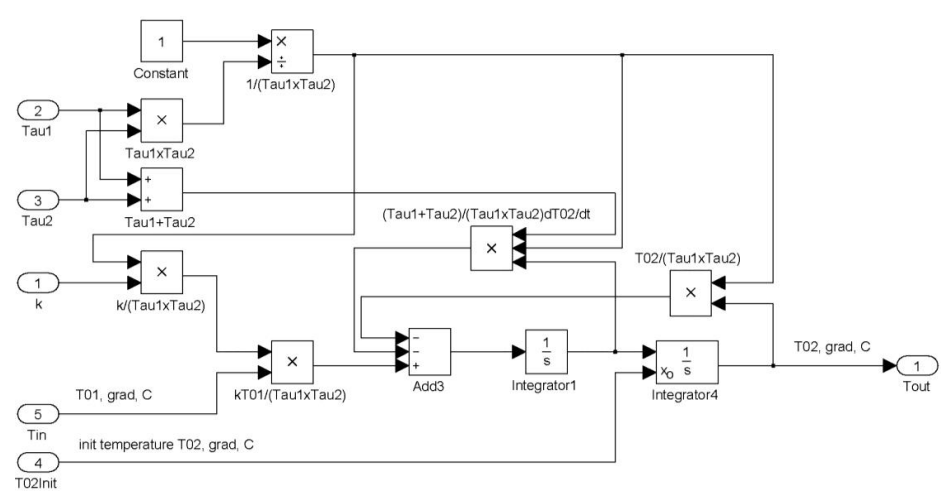 1
Constant
×
÷
1/(Tau1xTau2)
2
Tau1
×
Tau1xTau2
3
Tau2
+
+
Tau1+Tau2
(Tau1+Tau2)/(Tau1xTau2)dT02/dt
×
T02/(Tau1xTau2)
×
1
k
×
k/(Tau1xTau2)
×
kT01/(Tau1xTau2)
−
−
+
Add3
1
s
Integrator1
1
s
xo
Integrator4
T02, grad, C
1
Tout
T01, grad, C
5
Tin
init temperature T02, grad, C
4
T02Init